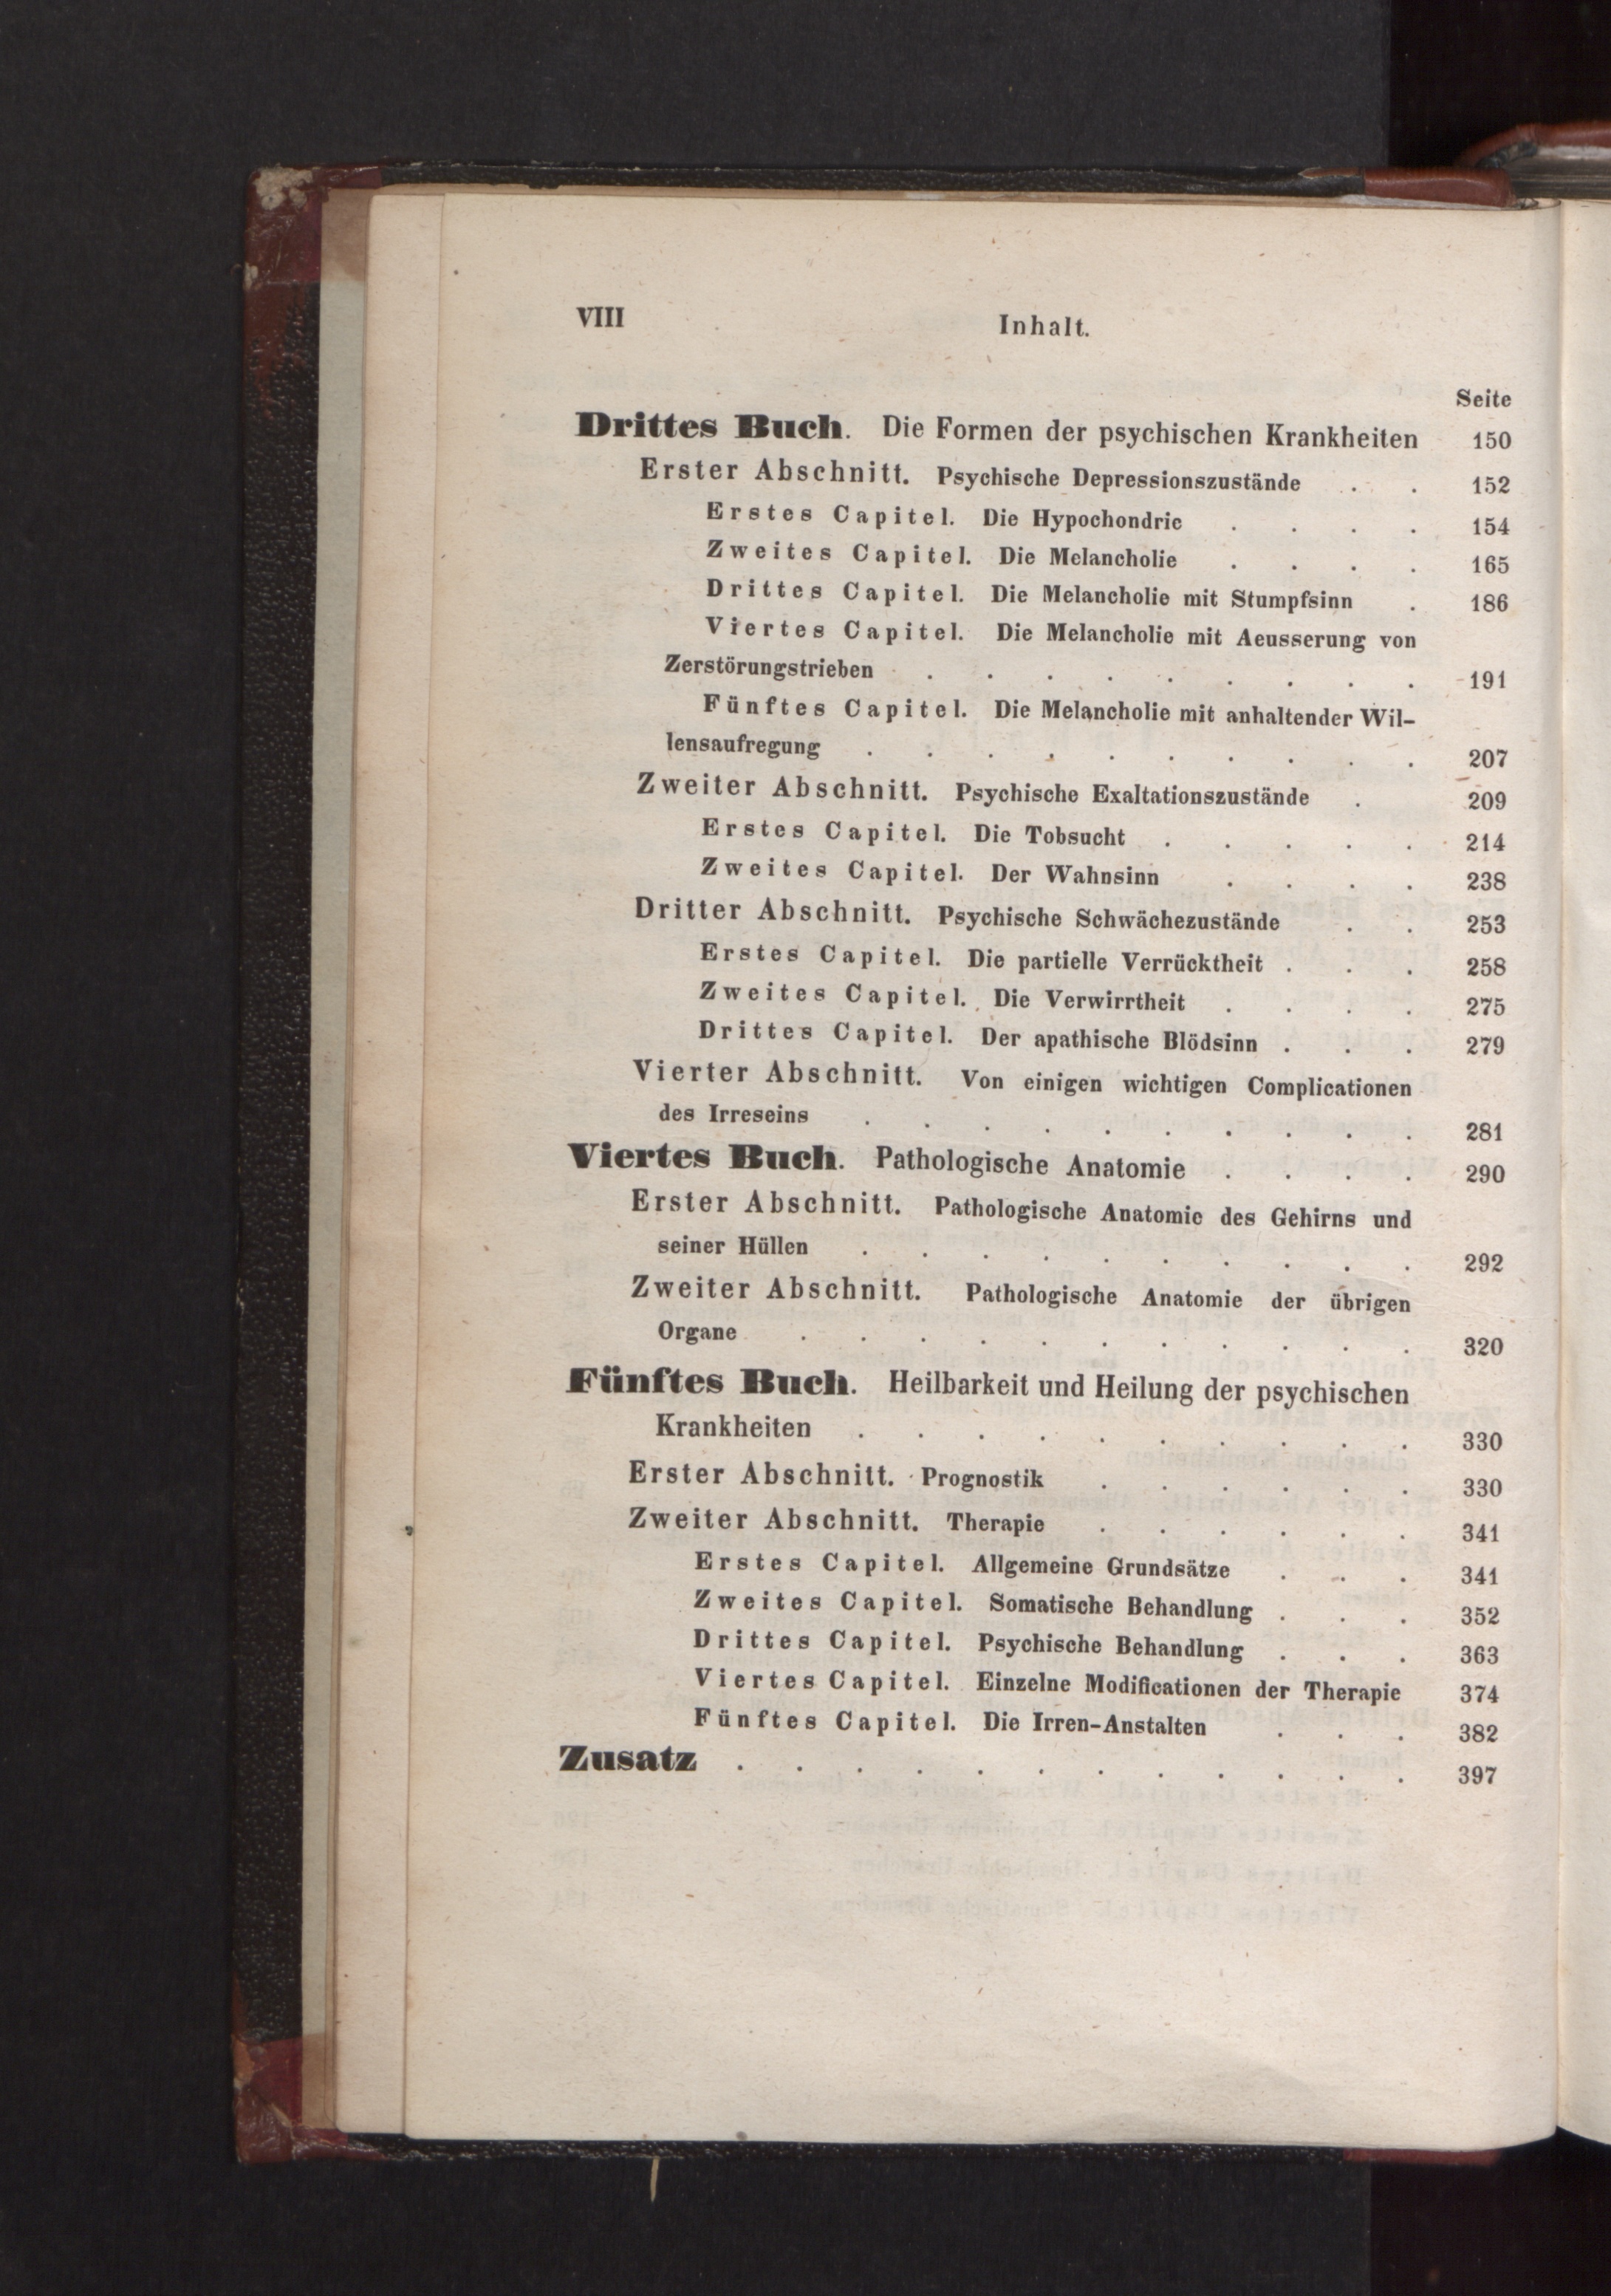 VIII
Inhalt.
Seite
Drittes Buch. Die Formen der psychischen Krankheiten 150
Erster Abschnitt. Psychische Depressionszustände . . 152
Erstes Capitel. Die Hypochondrie . . . . 154
Zweites Capitel. Die Melancholie . . . . 165
Drittes Capitel. Die Melancholie mit Stumpfsinn . 186
Viertes Capitel. Die Melancholie mit Aeusserung von
Zerstörungstrieben . . . . . . . . . 191
Fünftes Capitel. Die Melancholie mit anhaltender Wil-
lensaufregung . . . . . . . . . . 207
Zweiter Abschnitt. Psychische Exaltationszustände . 209
Erstes Capitel. Die Tobsucht . . . . . 214
Zweites Capitel. Der Wahnsinn . . . . 238
Dritter Abschnitt. Psychische Schwächezustände . . 253
Erstes Capitel. Die partielle Verrücktheit . . . 258
Zweites Capitel. Die Verwirrtheit . . . . 275
Drittes Capitel. Der apathische Blödsinn . . . 279
Vierter Abschnitt. Von einigen wichtigen Complicationen
des Irreseins . . . . . . . . . . 281
Viertes Buch. Pathologische Anatomie . . . . 290
Erster Abschnitt. Pathologische Anatomie des Gehirns und
seiner Hüllen . . . . . . . . . . 292
Zweiter Abschnitt. Pathologische Anatomie der übrigen
Organe . . . . . . . . . . . 320
Fünftes Buch. Heilbarkeit und Heilung der psychischen
Krankheiten . . . . . . . . . . 330
Erster Abschnitt. Prognostik . . . . . . 330
Zweiter Abschnitt. Therapie . . . . . . 341
Erstes Capitel. Allgemeine Grundsätze . . . 341
Zweites Capitel. Somatische Behandlung . . . 352
Drittes Capitel. Psychische Behandlung . . . 363
Viertes Capitel. Einzelne Modificationen der Therapie 374
Fünftes Capitel. Die Irren-Anstalten . . . 382
Zusatz . . . . . . . . . . . . 397